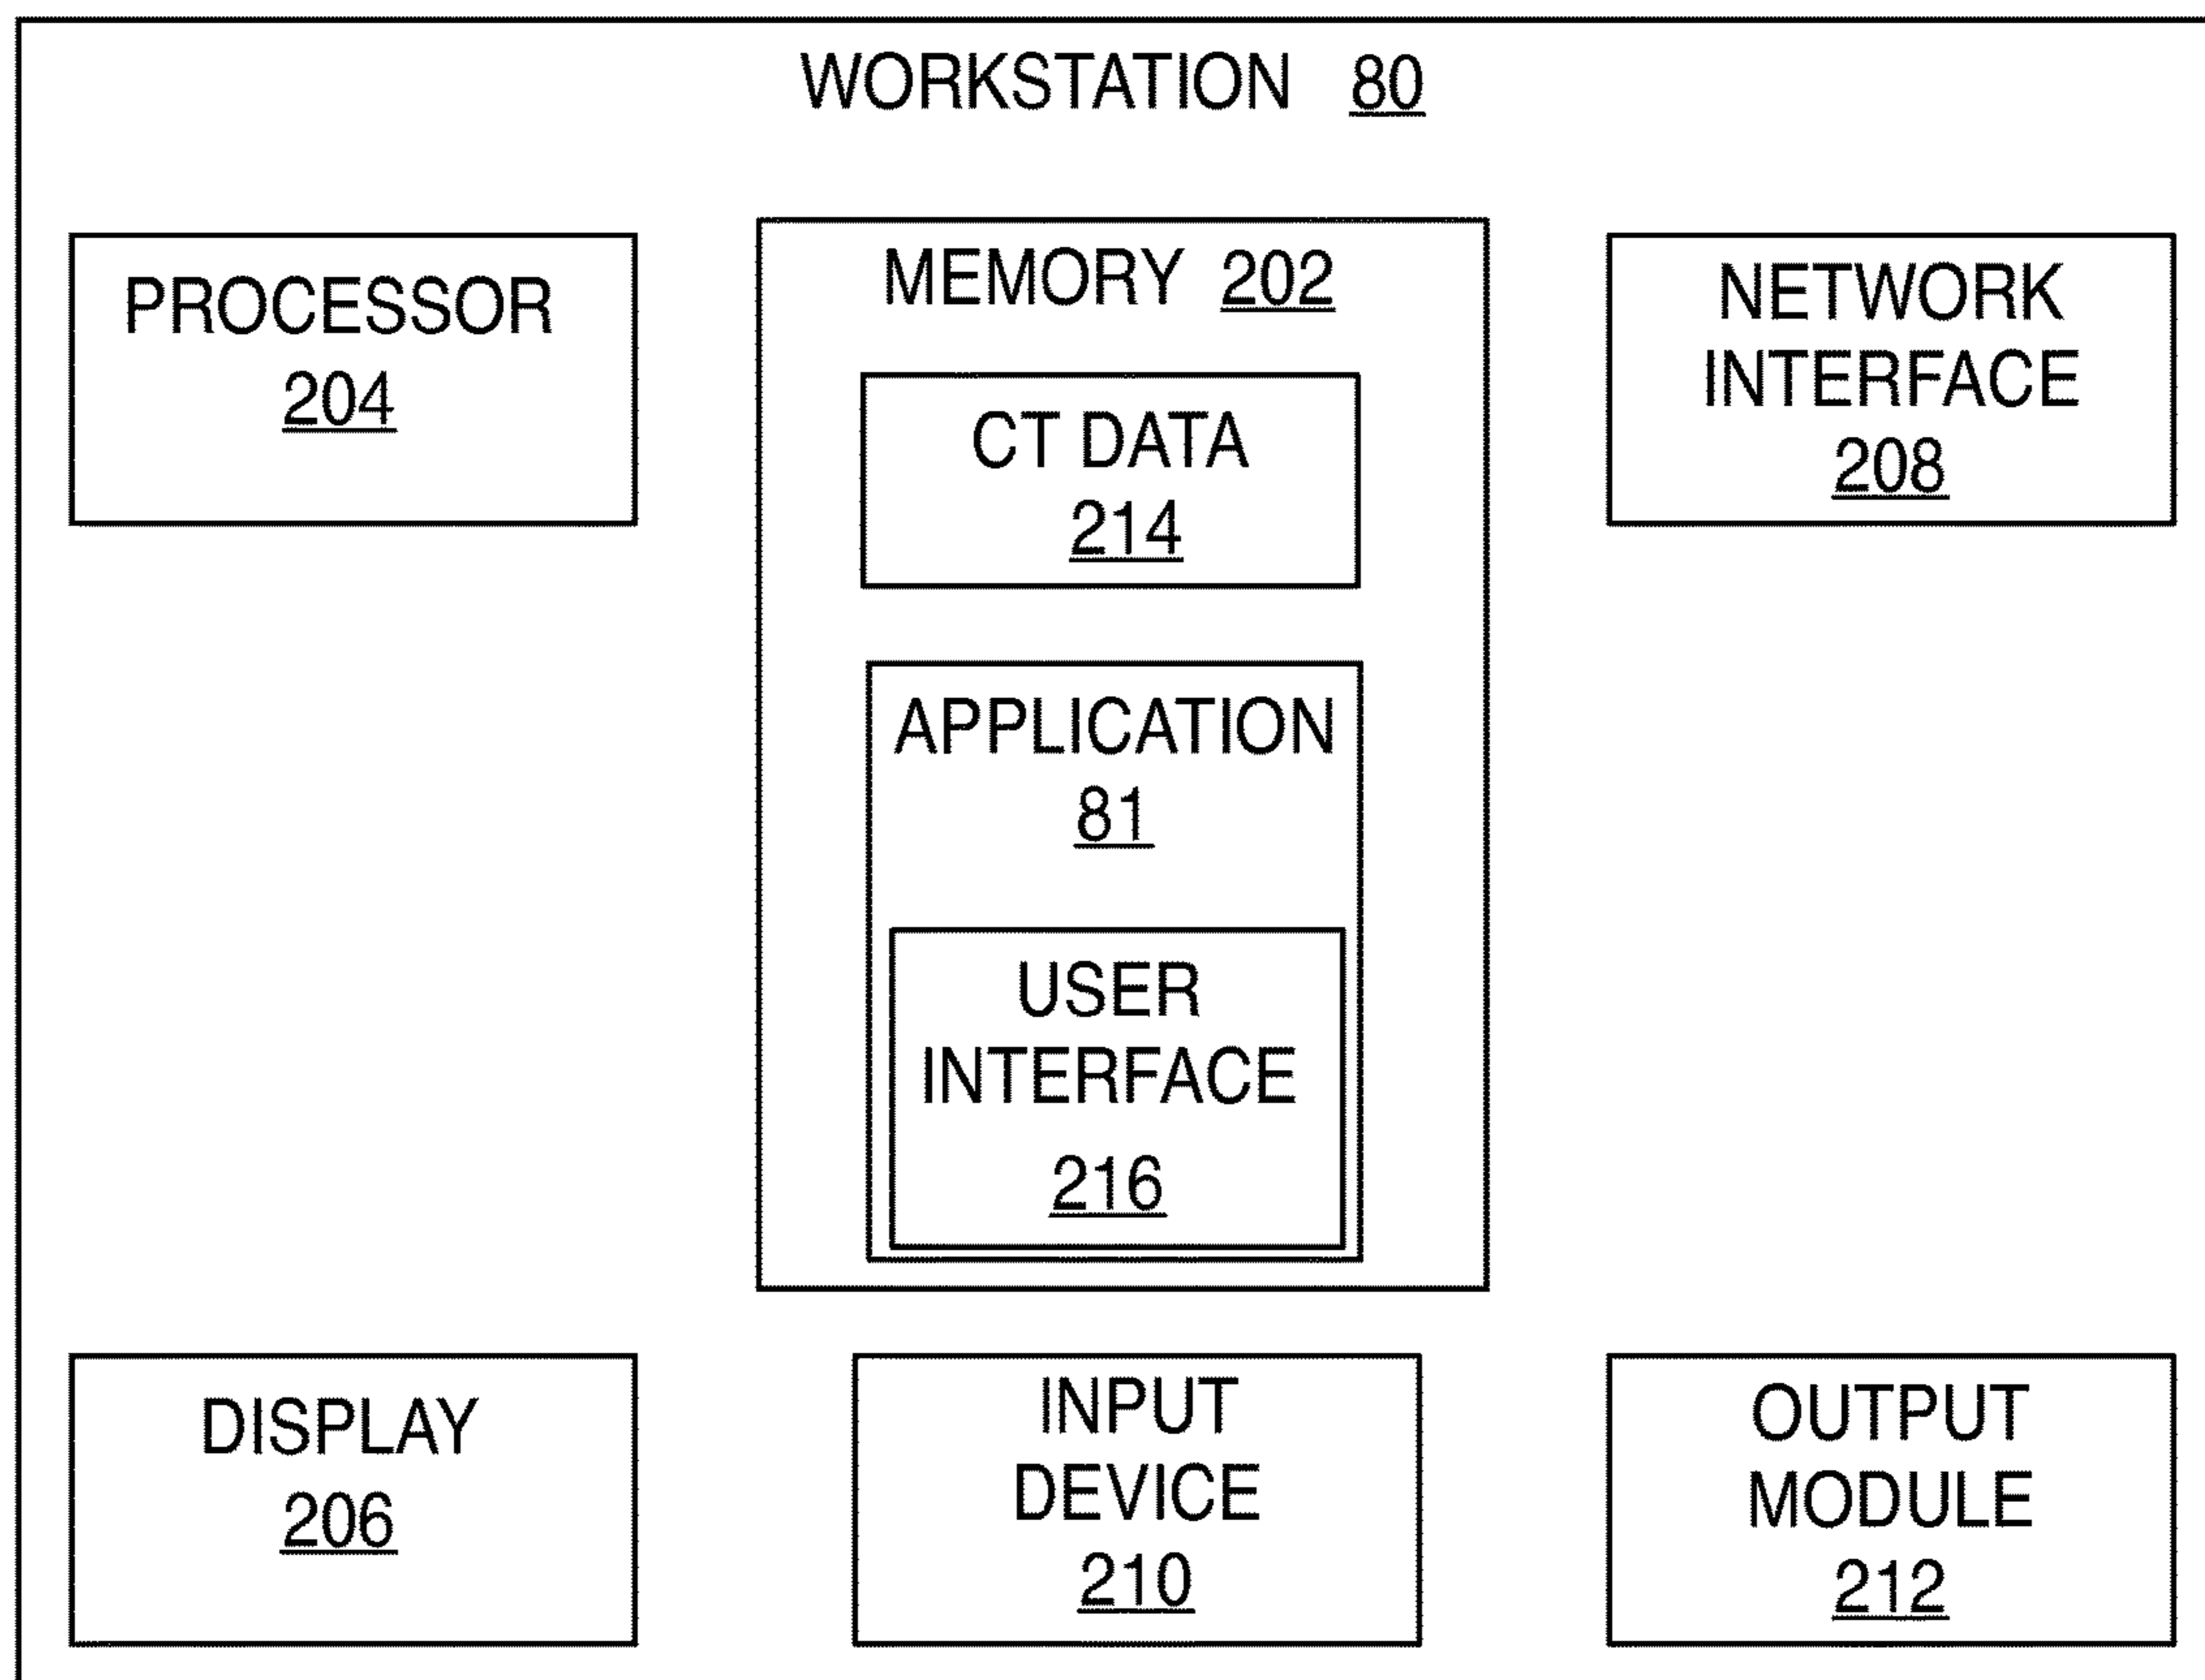 WORKSTATION 80
PROCESSOR
204
MEMORY 202
CT DATA
214
APPLICATION
81
USER
INTERFACE
216
NETWORK
INTERFACE
208
DISPLAY
206
INPUT
DEVICE
210
OUTPUT
MODULE
212